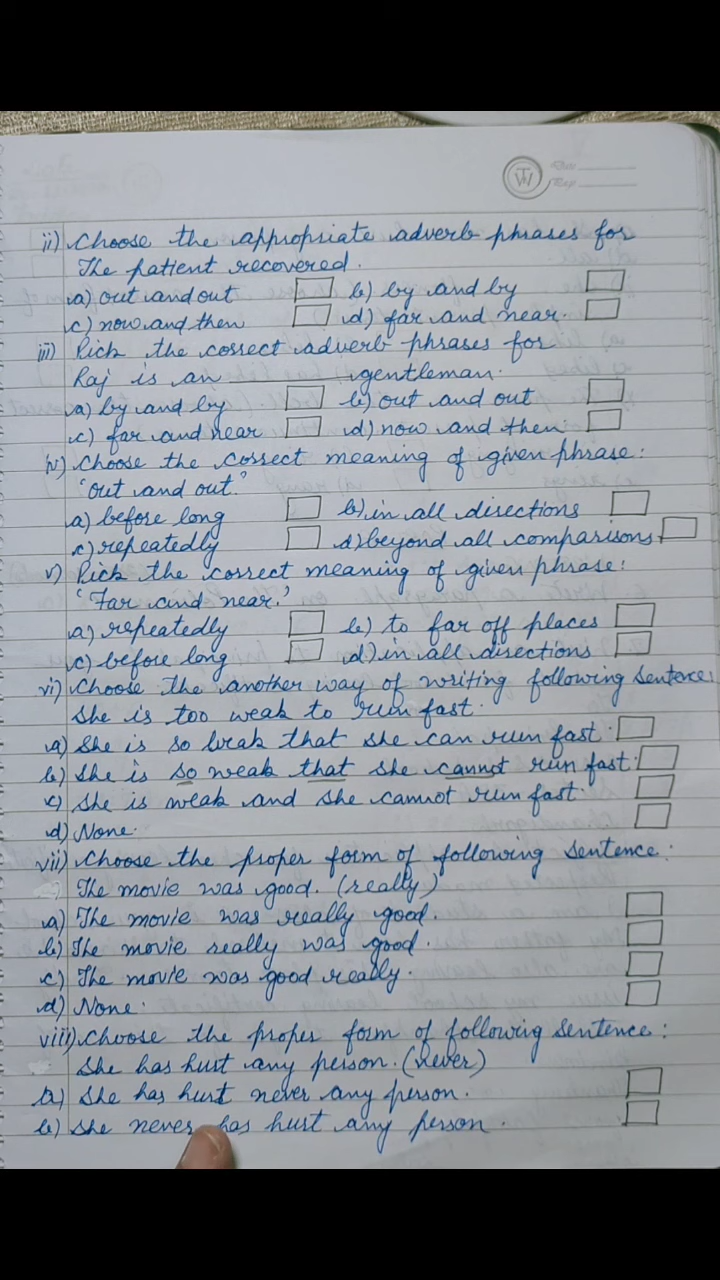 Date
Page
ii) Choose the appropriate adverb phrases for
The patient recovered.
a) out and out b) by and by
c) now and then d) far and near.
iii) Pick the correct adverb phrases for
Raj is an ________ gentleman.
a) by and by b) out and out
c) far and near d) now and then
iv) Choose the correct meaning of given phrase:
'out and out.'
a) before long b) in all directions
c) repeatedly d) beyond all comparisons
v) Pick the correct meaning of given phrase:
'Far and near.'
a) repeatedly b) to far off places
c) before long d) in all directions
vi) Choose the another way of writing following sentence:
She is too weak to run fast.
a) She is so weak that she can run fast.
b) She is so weak that she cannot run fast.
c) She is weak and she cannot run fast.
d) None.
vii) Choose the proper form of following sentence:
The movie was good. (really)
a) The movie was really good.
b) The movie really was good.
c) The movie was good really.
d) None.
viii) Choose the proper form of following sentence:
She has hurt any person. (never)
a) She has hurt never any person.
b) She never has hurt any person.